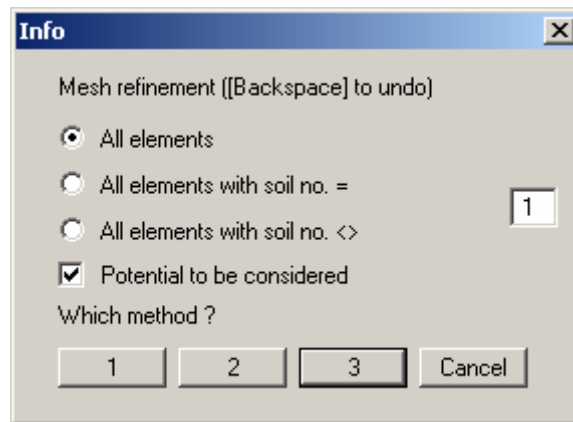 Info
Mesh refinement ([Backspace] to undo)
All elements
All elements with soil no. =
1
All elements with soil no. <>
Potential to be considered
Which method ?
1 2 3 Cancel